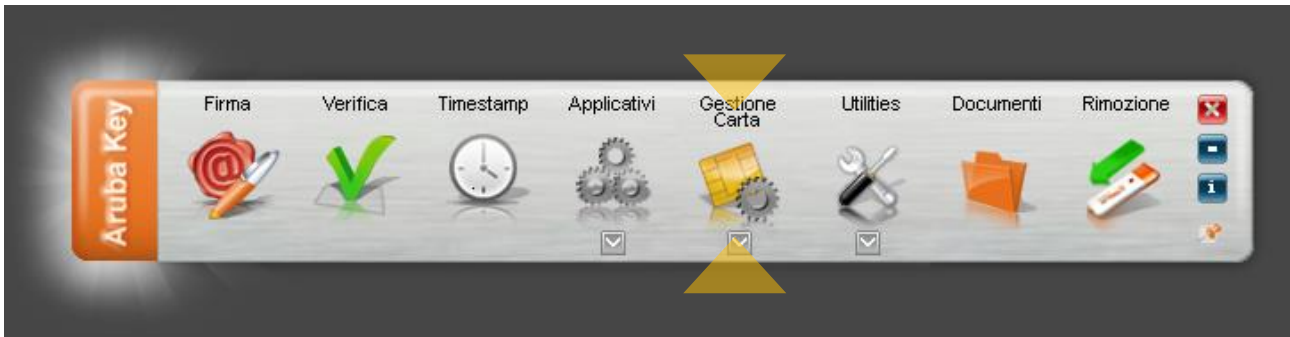 Aruba Key
Firma
Verifica
Timestamp
Applicativi
Gestione
Carta
Utilities
Documenti
Rimozione